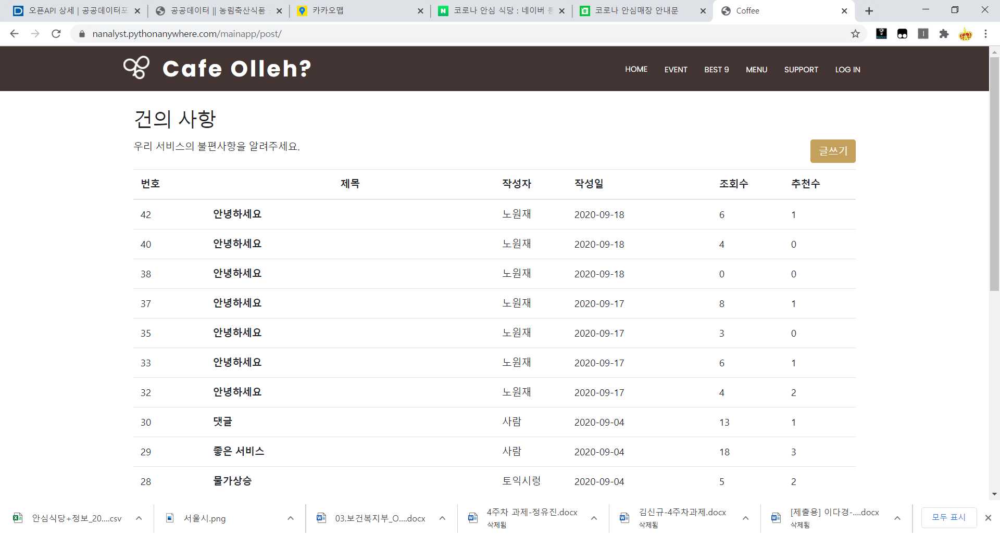 오픈API 상세 | 공공데이터포
공공데이터 || 농림축산식품
카카오맵
코로나 안심 식당 : 네이버 통
코로나 안심매장 안내문
Coffee
nanalyst.pythonanywhere.com/mainapp/post/
Cafe Olleh?
HOME EVENT BEST 9 MENU SUPPORT LOG IN
건의 사항
우리 서비스의 불편사항을 알려주세요.
글쓰기
번호 제목 작성자 작성일 조회수 추천수
42 안녕하세요 노원재 2020-09-18 6 1
40 안녕하세요 노원재 2020-09-18 4 0
38 안녕하세요 노원재 2020-09-18 0 0
37 안녕하세요 노원재 2020-09-17 8 1
35 안녕하세요 노원재 2020-09-17 3 0
33 안녕하세요 노원재 2020-09-17 6 1
32 안녕하세요 노원재 2020-09-17 4 2
30 댓글 사람 2020-09-04 13 1
29 좋은 서비스 사람 2020-09-04 18 3
28 물가상승 토익시렁 2020-09-04 5 2
안심식당+정보_20....csv
서울시.png
03.보건복지부_O....docx
4주차 과제-정유진.docx
삭제됨
김신규-4주차과제.docx
삭제됨
[제출용] 이다경-....docx
삭제됨
모두 표시